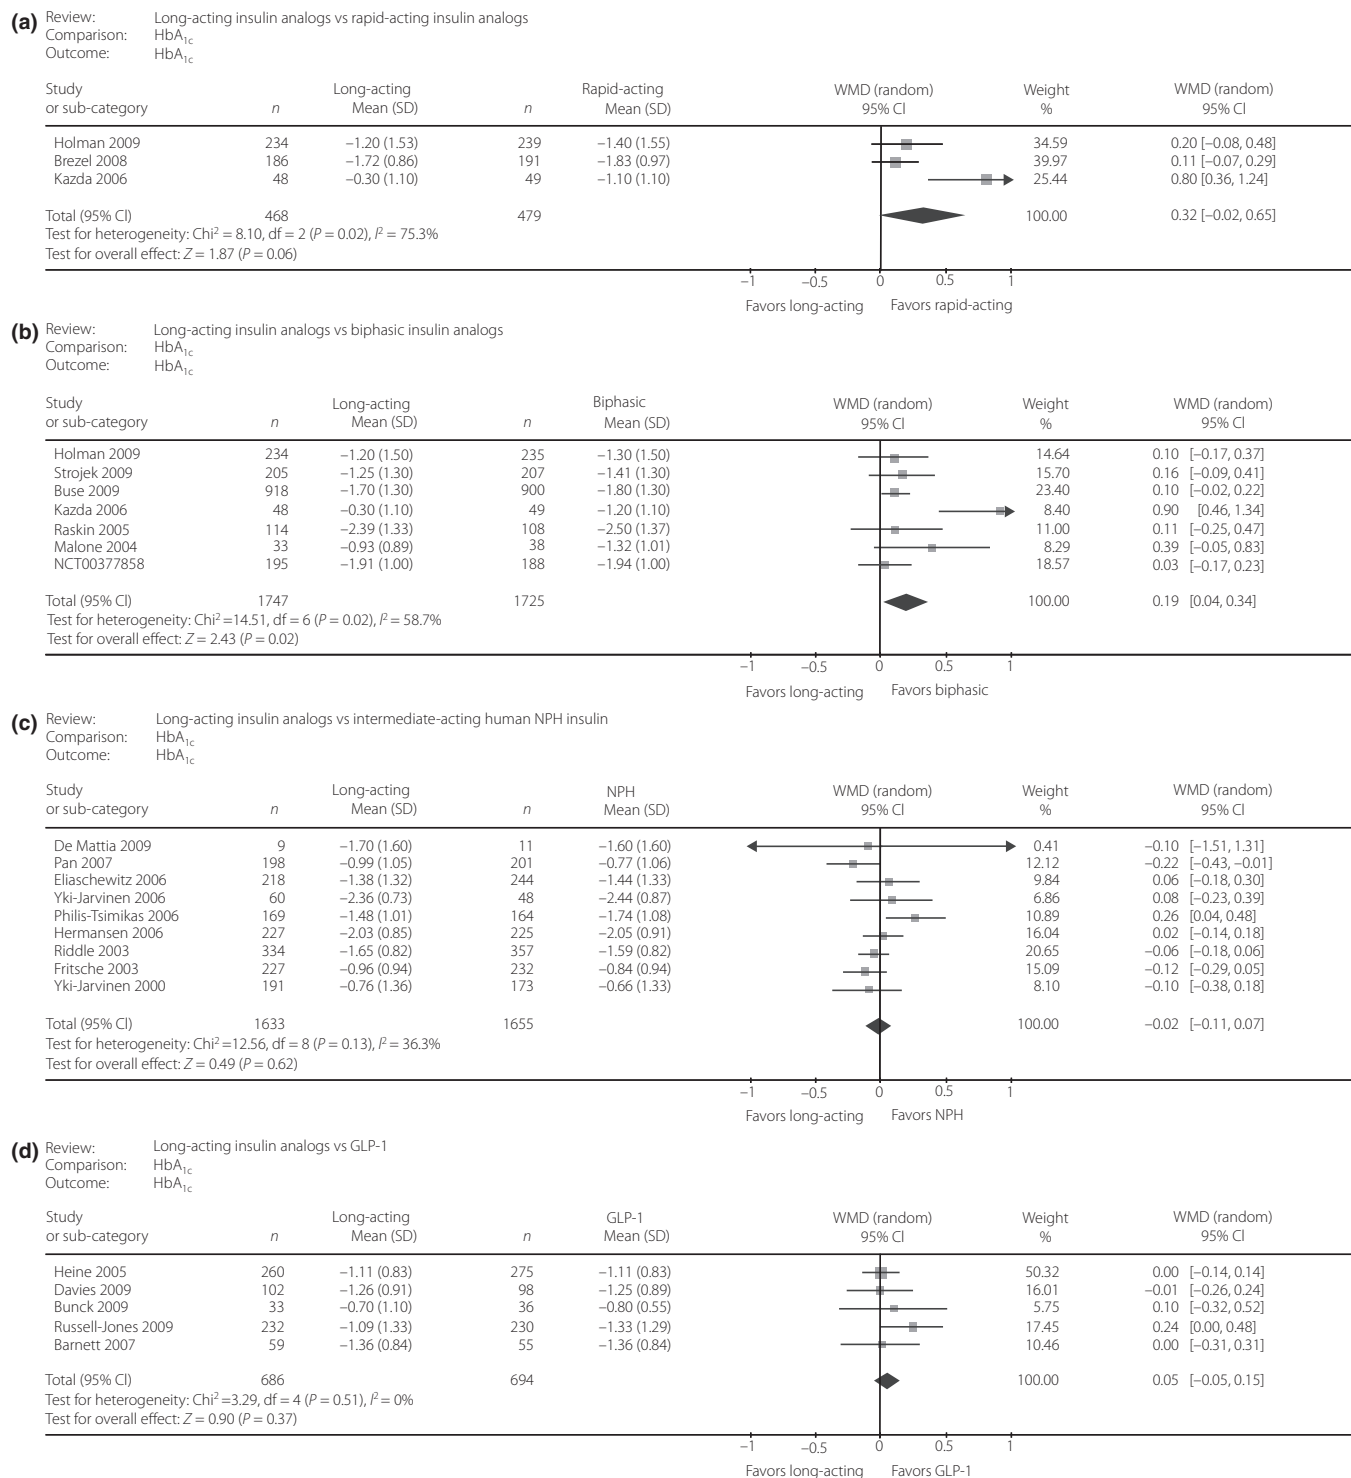 (a) Review: Long-acting insulin analogs vs rapid-acting insulin analogs
Comparison: HbA1c
Outcome: HbA1c
Study Long-acting Rapid-acting WMD (random) Weight WMD (random)
or sub-category n Mean (SD) n Mean (SD) 95% CI % 95% CI
Holman 2009 234 −1.20 (1.53) 239 −1.40 (1.55) 34.59 0.20 [−0.08, 0.48]
Brezel 2008 186 −1.72 (0.86) 191 −1.83 (0.97) 39.97 0.11 [−0.07, 0.29]
Kazda 2006 48 −0.30 (1.10) 49 −1.10 (1.10) 25.44 0.80 [0.36, 1.24]
Total (95% CI) 468 479 100.00 0.32 [−0.02, 0.65]
Test for heterogeneity: Chi² = 8.10, df = 2 (P = 0.02), I² = 75.3%
Test for overall effect: Z = 1.87 (P = 0.06)
−1 −0.5 0 0.5 1
Favors long-acting Favors rapid-acting
(b) Review: Long-acting insulin analogs vs biphasic insulin analogs
Comparison: HbA1c
Outcome: HbA1c
Study Long-acting Biphasic WMD (random) Weight WMD (random)
or sub-category n Mean (SD) n Mean (SD) 95% CI % 95% CI
Holman 2009 234 −1.20 (1.50) 235 −1.30 (1.50) 14.64 0.10 [−0.17, 0.37]
Strojek 2009 205 −1.25 (1.30) 207 −1.41 (1.30) 15.70 0.16 [−0.09, 0.41]
Buse 2009 918 −1.70 (1.30) 900 −1.80 (1.30) 23.40 0.10 [−0.02, 0.22]
Kazda 2006 48 −0.30 (1.10) 49 −1.20 (1.10) 8.40 0.90 [0.46, 1.34]
Raskin 2005 114 −2.39 (1.33) 108 −2.50 (1.37) 11.00 0.11 [−0.25, 0.47]
Malone 2004 33 −0.93 (0.89) 38 −1.32 (1.01) 8.29 0.39 [−0.05, 0.83]
NCT00377858 195 −1.91 (1.00) 188 −1.94 (1.00) 18.57 0.03 [−0.17, 0.23]
Total (95% CI) 1747 1725 100.00 0.19 [0.04, 0.34]
Test for heterogeneity: Chi² =14.51, df = 6 (P = 0.02), I² = 58.7%
Test for overall effect: Z = 2.43 (P = 0.02)
−1 −0.5 0 0.5 1
Favors long-acting Favors biphasic
(c) Review: Long-acting insulin analogs vs intermediate-acting human NPH insulin
Comparison: HbA1c
Outcome: HbA1c
Study Long-acting NPH WMD (random) Weight WMD (random)
or sub-category n Mean (SD) n Mean (SD) 95% CI % 95% CI
De Mattia 2009 9 −1.70 (1.60) 11 −1.60 (1.60) 0.41 −0.10 [−1.51, 1.31]
Pan 2007 198 −0.99 (1.05) 201 −0.77 (1.06) 12.12 −0.22 [−0.43, −0.01]
Eliaschewitz 2006 218 −1.38 (1.32) 244 −1.44 (1.33) 9.84 0.06 [−0.18, 0.30]
Yki-Jarvinen 2006 60 −2.36 (0.73) 48 −2.44 (0.87) 6.86 0.08 [−0.23, 0.39]
Philis-Tsimikas 2006 169 −1.48 (1.01) 164 −1.74 (1.08) 10.89 0.26 [0.04, 0.48]
Hermansen 2006 227 −2.03 (0.85) 225 −2.05 (0.91) 16.04 0.02 [−0.14, 0.18]
Riddle 2003 334 −1.65 (0.82) 357 −1.59 (0.82) 20.65 −0.06 [−0.18, 0.06]
Fritsche 2003 227 −0.96 (0.94) 232 −0.84 (0.94) 15.09 −0.12 [−0.29, 0.05]
Yki-Jarvinen 2000 191 −0.76 (1.36) 173 −0.66 (1.33) 8.10 −0.10 [−0.38, 0.18]
Total (95% CI) 1633 1655 100.00 −0.02 [−0.11, 0.07]
Test for heterogeneity: Chi² =12.56, df = 8 (P = 0.13), I² = 36.3%
Test for overall effect: Z = 0.49 (P = 0.62)
−1 −0.5 0 0.5 1
Favors long-acting Favors NPH
(d) Review: Long-acting insulin analogs vs GLP-1
Comparison: HbA1c
Outcome: HbA1c
Study Long-acting GLP-1 WMD (random) Weight WMD (random)
or sub-category n Mean (SD) n Mean (SD) 95% CI % 95% CI
Heine 2005 260 −1.11 (0.83) 275 −1.11 (0.83) 50.32 0.00 [−0.14, 0.14]
Davies 2009 102 −1.26 (0.91) 98 −1.25 (0.89) 16.01 −0.01 [−0.26, 0.24]
Bunck 2009 33 −0.70 (1.10) 36 −0.80 (0.55) 5.75 0.10 [−0.32, 0.52]
Russell-Jones 2009 232 −1.09 (1.33) 230 −1.33 (1.29) 17.45 0.24 [0.00, 0.48]
Barnett 2007 59 −1.36 (0.84) 55 −1.36 (0.84) 10.46 0.00 [−0.31, 0.31]
Total (95% CI) 686 694 100.00 0.05 [−0.05, 0.15]
Test for heterogeneity: Chi² =3.29, df = 4 (P = 0.51), I² = 0%
Test for overall effect: Z = 0.90 (P = 0.37)
−1 −0.5 0 0.5 1
Favors long-acting Favors GLP-1